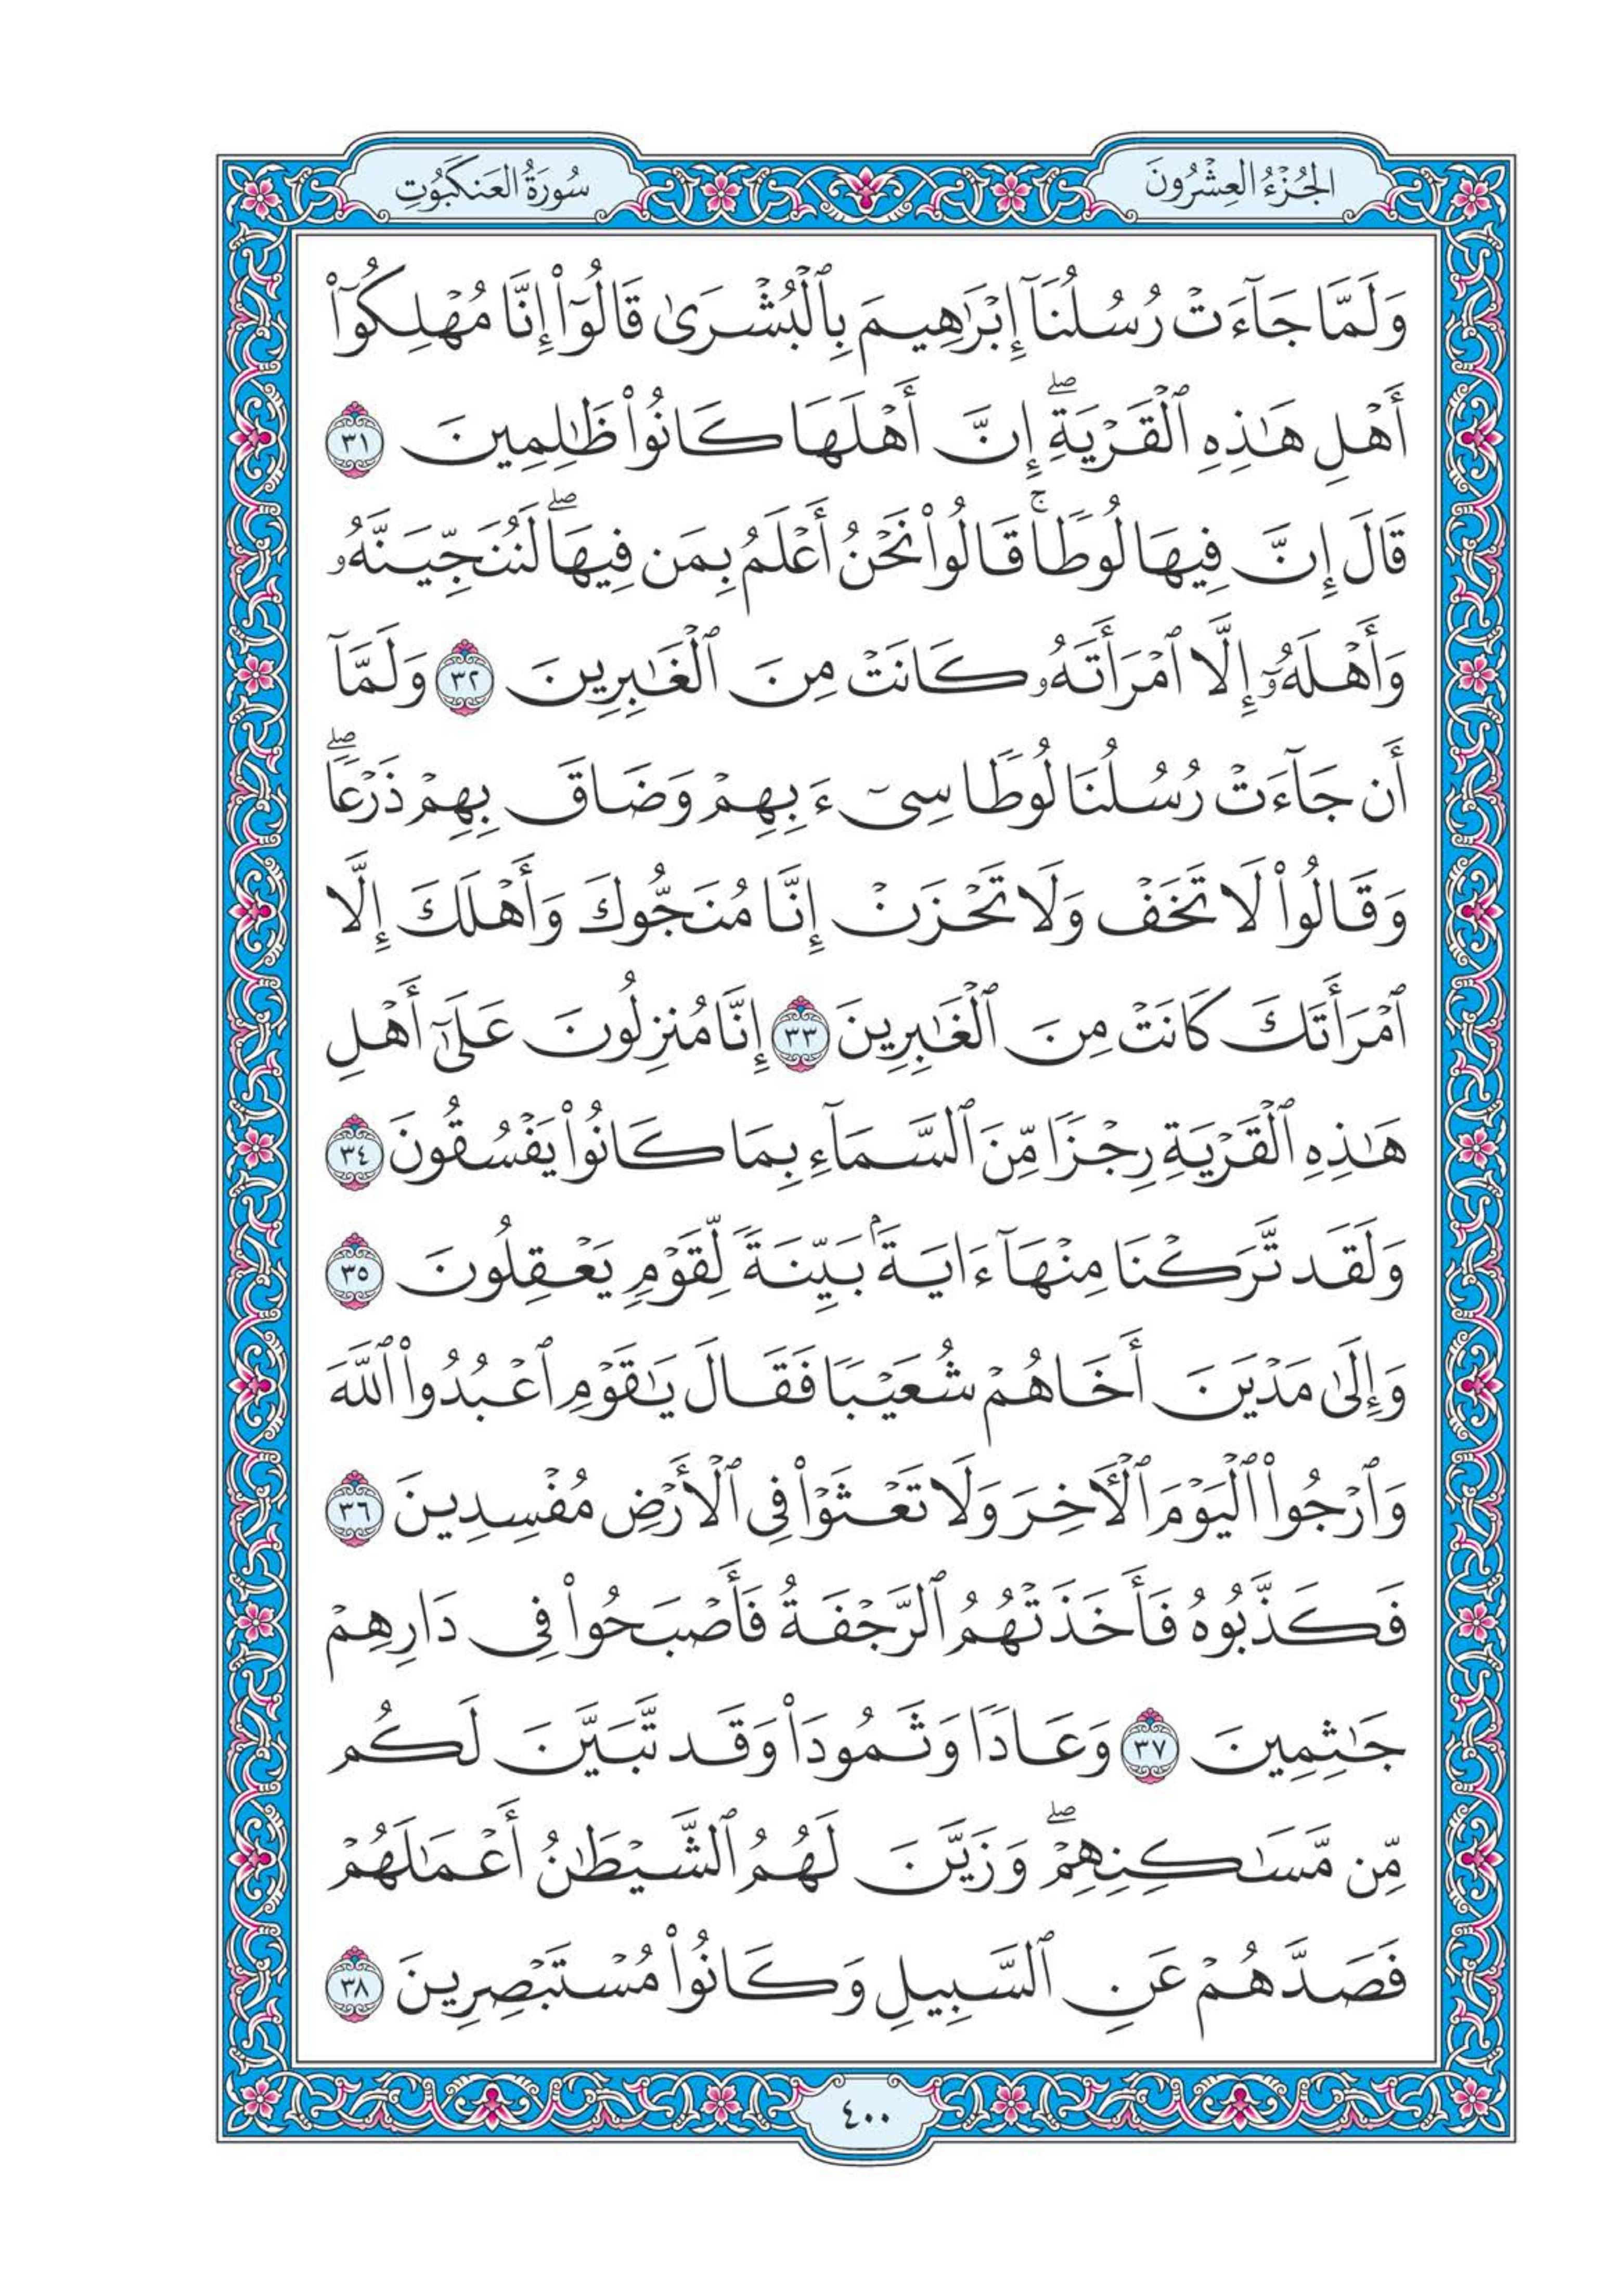 الجُزْءُ العِشْرُونَ
سُورَةُ العَنكَبُوتِ
وَلَمَّا جَآءَتْ رُسُلُنَآ إِبْرَٰهِيمَ بِٱلْبُشْرَىٰ قَالُوٓا۟ إِنَّا مُهْلِكُوٓا۟
أَهْلِ هَٰذِهِ ٱلْقَرْيَةِ ۖ إِنَّ أَهْلَهَا كَانُوا۟ ظَٰلِمِينَ ٣١
قَالَ إِنَّ فِيهَا لُوطًا ۚ قَالُوا۟ نَحْنُ أَعْلَمُ بِمَن فِيهَا ۖ لَنُنَجِّيَنَّهُۥ
وَأَهْلَهُۥٓ إِلَّا ٱمْرَأَتَهُۥ كَانَتْ مِنَ ٱلْغَٰبِرِينَ ٣٢ وَلَمَّآ
أَن جَآءَتْ رُسُلُنَا لُوطًا سِىٓءَ بِهِمْ وَضَاقَ بِهِمْ ذَرْعًا ۖ
وَقَالُوا۟ لَا تَخَفْ وَلَا تَحْزَنْ إِنَّا مُنَجُّوكَ وَأَهْلَكَ إِلَّا
ٱمْرَأَتَكَ كَانَتْ مِنَ ٱلْغَٰبِرِينَ ٣٣ إِنَّا مُنزِلُونَ عَلَىٰٓ أَهْلِ
هَٰذِهِ ٱلْقَرْيَةِ رِجْزًا مِّنَ ٱلسَّمَآءِ بِمَا كَانُوا۟ يَفْسُقُونَ ٣٤
وَلَقَد تَّرَكْنَا مِنْهَآ ءَايَةًۢ بَيِّنَةً لِّقَوْمٍ يَعْقِلُونَ ٣٥
وَإِلَىٰ مَدْيَنَ أَخَاهُمْ شُعَيْبًا فَقَالَ يَٰقَوْمِ ٱعْبُدُوا۟ ٱللَّهَ
وَٱرْجُوا۟ ٱلْيَوْمَ ٱلْءَاخِرَ وَلَا تَعْثَوْا۟ فِى ٱلْأَرْضِ مُفْسِدِينَ ٣٦
فَكَذَّبُوهُ فَأَخَذَتْهُمُ ٱلرَّجْفَةُ فَأَصْبَحُوا۟ فِى دَارِهِمْ
جَٰثِمِينَ ٣٧ وَعَادًا وَثَمُودَا۟ وَقَد تَّبَيَّنَ لَكُم
مِّن مَّسَٰكِنِهِمْ ۖ وَزَيَّنَ لَهُمُ ٱلشَّيْطَٰنُ أَعْمَٰلَهُمْ
فَصَدَّهُمْ عَنِ ٱلسَّبِيلِ وَكَانُوا۟ مُسْتَبْصِرِينَ ٣٨
٤٠٠